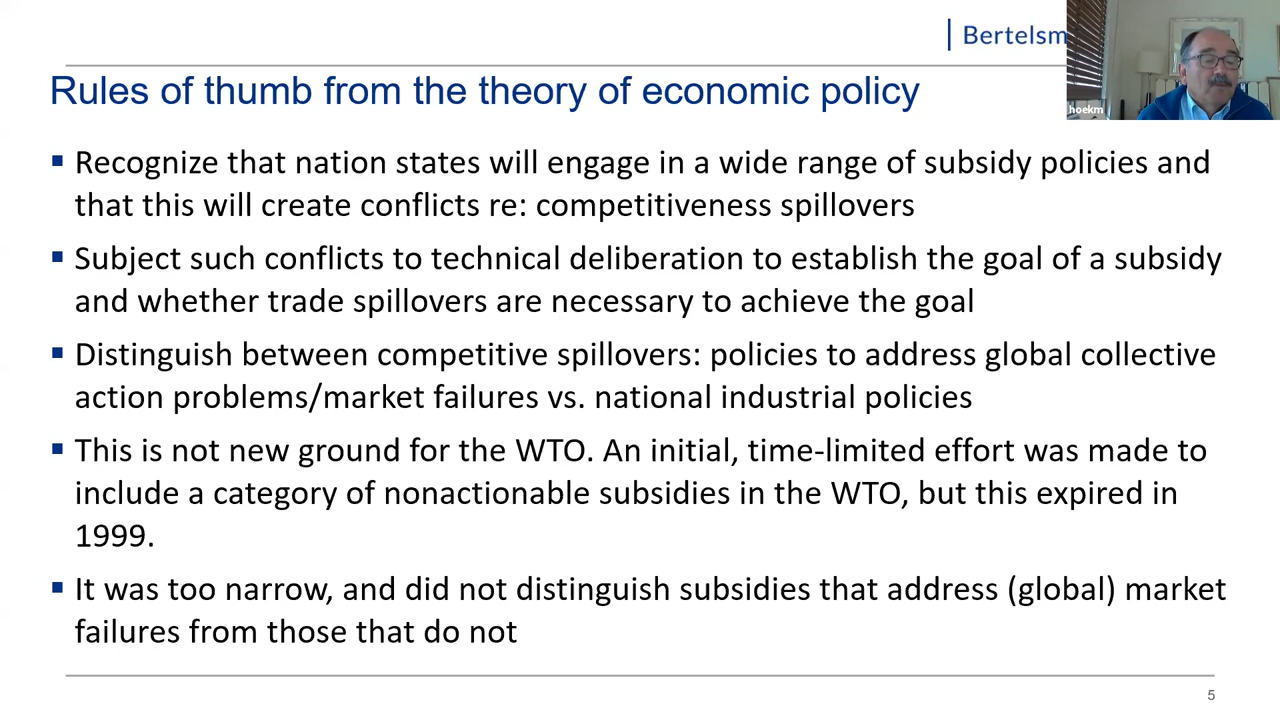 Bertelsm
hoekm
Rules of thumb from the theory of economic policy
▪ Recognize that nation states will engage in a wide range of subsidy policies and
that this will create conflicts re: competitiveness spillovers
▪ Subject such conflicts to technical deliberation to establish the goal of a subsidy
and whether trade spillovers are necessary to achieve the goal
▪ Distinguish between competitive spillovers: policies to address global collective
action problems/market failures vs. national industrial policies
▪ This is not new ground for the WTO. An initial, time-limited effort was made to
include a category of nonactionable subsidies in the WTO, but this expired in
1999.
▪ It was too narrow, and did not distinguish subsidies that address (global) market
failures from those that do not
5